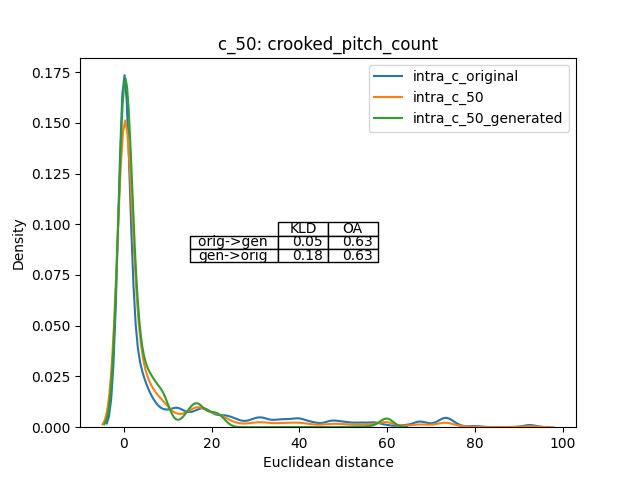 c_50: crooked_pitch_count
0.175
0.150
0.125
0.100
0.075
0.050
0.025
0.000
Density
intra_c_original
intra_c_50
intra_c_50_generated
KLD OA
orig->gen 0.05 0.63
gen->orig 0.18 0.63
0 20 40 60 80 100
Euclidean distance